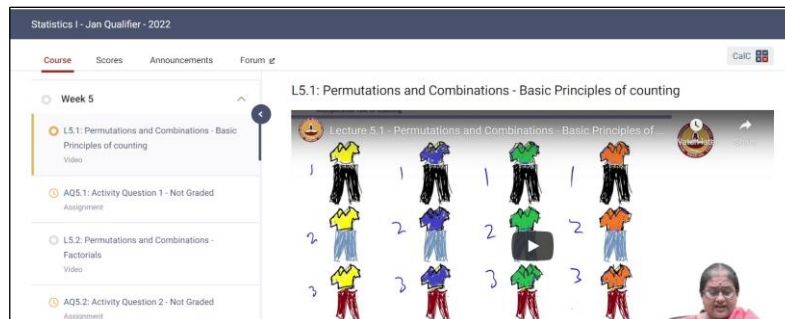 Statistics I - Jan Qualifier - 2022
Course Scores Announcements Forum
CalC
Week 5
L5.1: Permutations and Combinations - Basic
Principles of counting
Video
AQ5.1: Activity Question 1 - Not Graded
Assignment
L5.2: Permutations and Combinations -
Factorials
Video
AQ5.2: Activity Question 2 - Not Graded
Assignment
L5.1: Permutations and Combinations - Basic Principles of counting
Lecture 5.1 - Permutations and Combinations - Basic Principles of ...
1 1 1 1
2 2 2 2
3 3 3 3